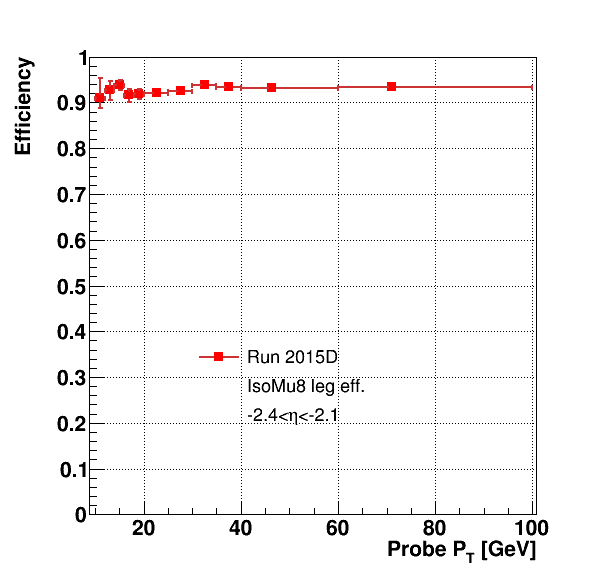 Efficiency
1
0.9
0.8
0.7
0.6
0.5
0.4
0.3
0.2
0.1
0
Run 2015D
IsoMu8 leg eff.
-2.4<η<-2.1
20 40 60 80 100
Probe P_T [GeV]